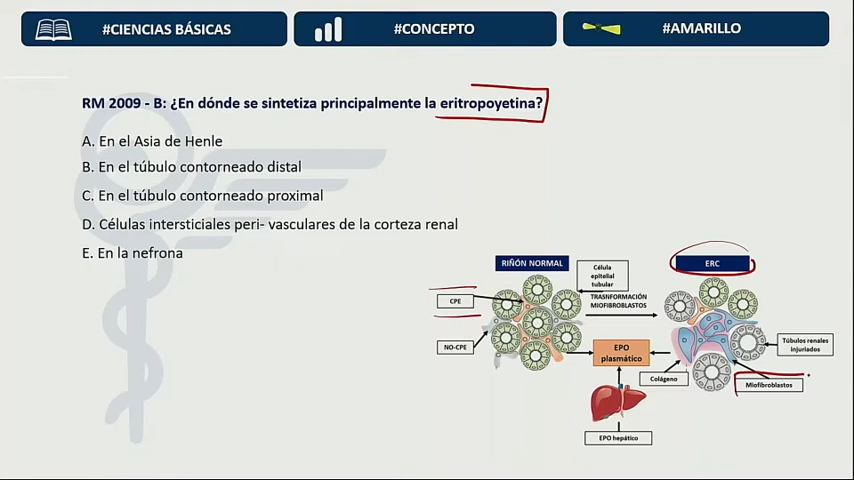 #CIENCIAS BÁSICAS
#CONCEPTO
#AMARILLO
RM 2009 - B: ¿En dónde se sintetiza principalmente la eritropoyetina?
A. En el Asia de Henle
B. En el túbulo contorneado distal
C. En el túbulo contorneado proximal
D. Células intersticiales peri- vasculares de la corteza renal
E. En la nefrona
RIÑÓN NORMAL
Célula
epitelial
tubular
ERC
CPE
TRASNFORMACIÓN
MIOFIBROBLASTOS
NO-CPE
EPO
plasmático
Túbulos renales
injuriados
Colágeno
Miofibroblastos
EPO hepático